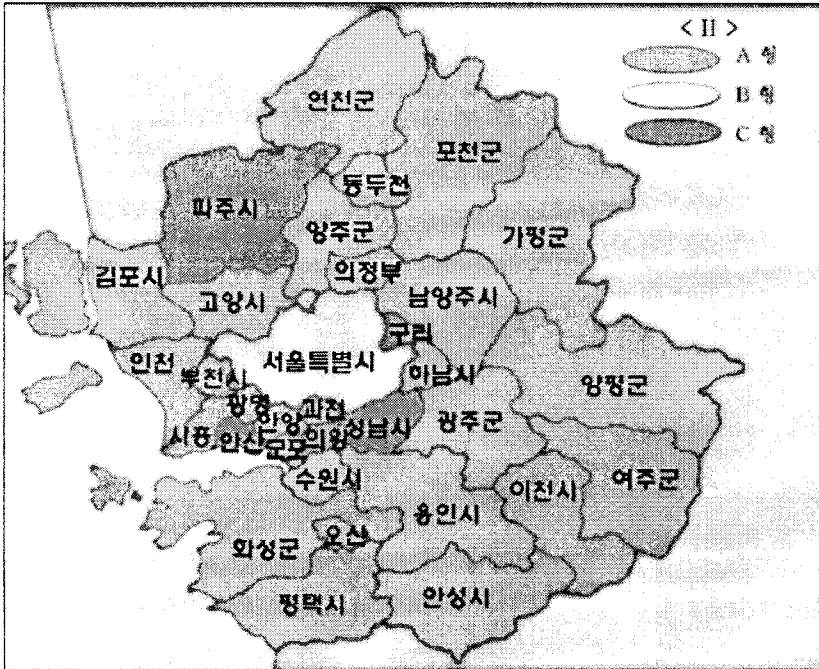 < II >
A 형
B 형
C 형
연천군
포천군
동두천
파주시
양주군
가평군
김포시
의정부
고양시
남양주시
구리
인천
서울특별시
부천시
하남시
양평군
광명
과천
안양
성남시
광주군
시흥
안산
군포
의왕
수원시
이천시
여주군
용인시
오산
화성군
평택시
안성시